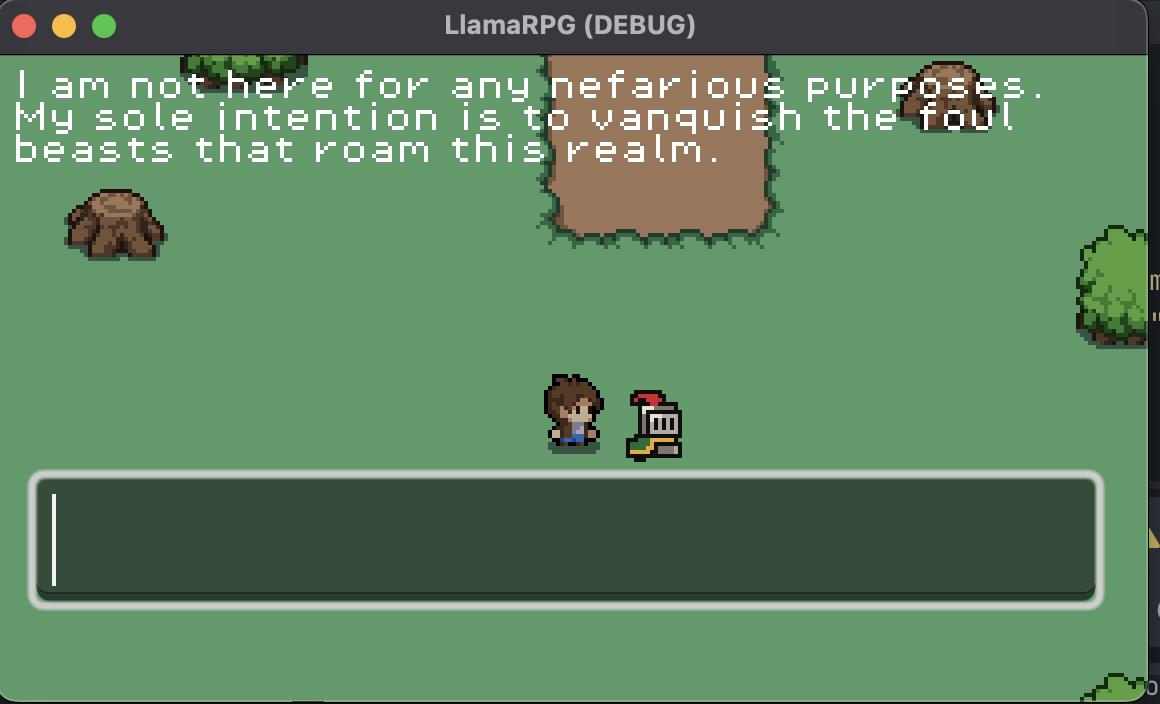 LlamaRPG (DEBUG)
I am not here for any nefarious purposes.
My sole intention is to vanquish the foul
beasts that roam this realm.